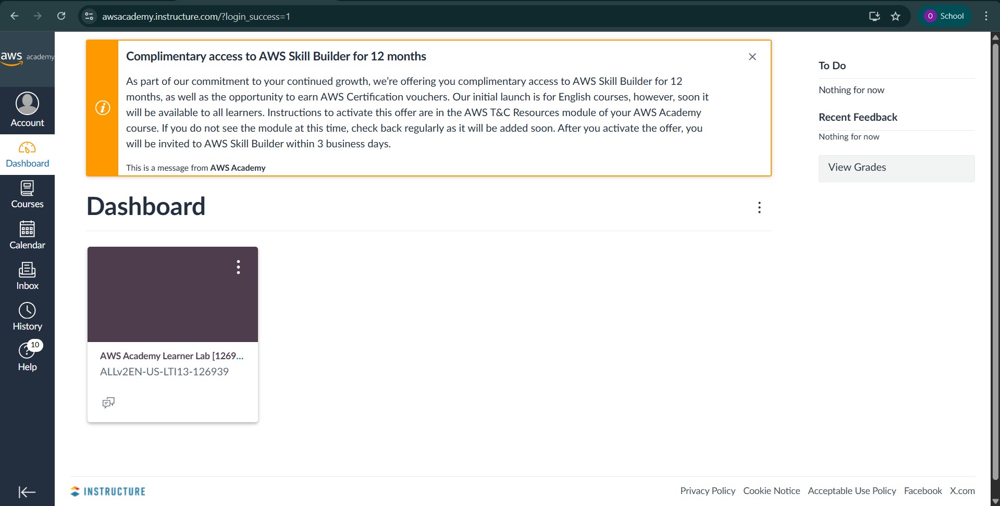 awsacademy.instructure.com/?login_success=1
O
School
aws academy
Account
Dashboard
Courses
Calendar
Inbox
History
10
Help
Complimentary access to AWS Skill Builder for 12 months
As part of our commitment to your continued growth, we’re offering you complimentary access to AWS Skill Builder for 12
months, as well as the opportunity to earn AWS Certification vouchers. Our initial launch is for English courses, however, soon it
will be available to all learners. Instructions to activate this offer are in the AWS T&C Resources module of your AWS Academy
course. If you do not see the module at this time, check back regularly as it will be added soon. After you activate the offer, you
will be invited to AWS Skill Builder within 3 business days.
This is a message from AWS Academy
Dashboard
AWS Academy Learner Lab [1269...
ALLv2EN-US-LTI13-126939
To Do
Nothing for now
Recent Feedback
Nothing for now
View Grades
INSTRUCTURE
Privacy Policy Cookie Notice Acceptable Use Policy Facebook X.com